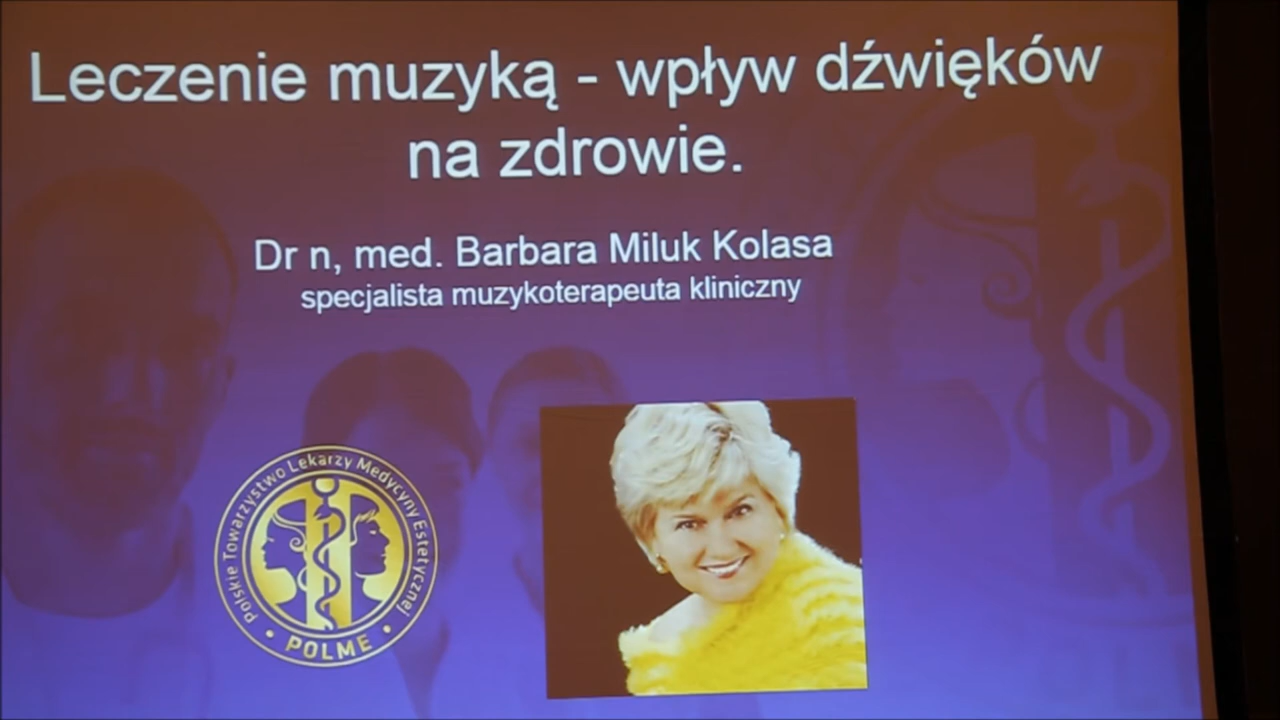 Leczenie muzyką - wpływ dźwięków
na zdrowie.
Dr n, med. Barbara Miluk Kolasa
specjalista muzykoterapeuta kliniczny
Polskie Towarzystwo Lekarzy Medycyny Estetycznej
• POLME •